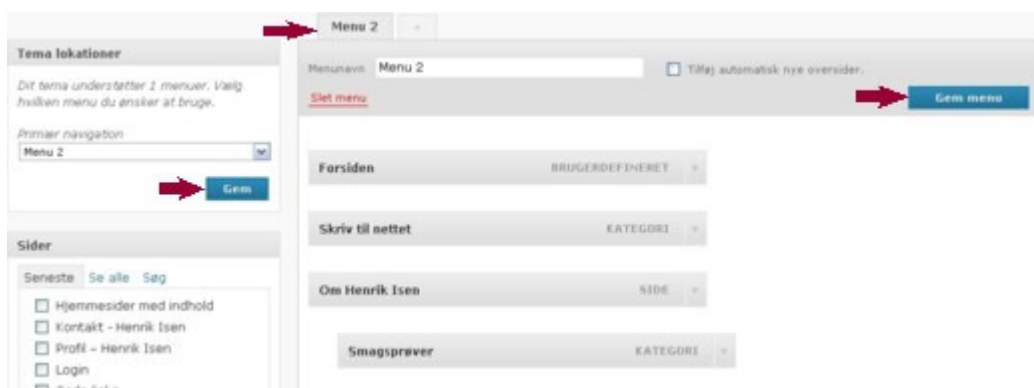 Menu 2
+
Tema lokationer
Dit tema understøtter 1 menuer. Vælg
hvilken menu du ønsker at bruge.
Primær navigation
Menu 2
Gem
Sider
Seneste Se alle Søg
Hjemmesider med indhold
Kontakt - Henrik Isen
Profil - Henrik Isen
Login
Menunavn Menu 2
Tilføj automatisk nye oversider.
Slet menu
Gem menu
Forsiden BRUGERDEFINERET
Skriv til nettet KATEGORI
Om Henrik Isen SIDE
Smagsprøver KATEGORI